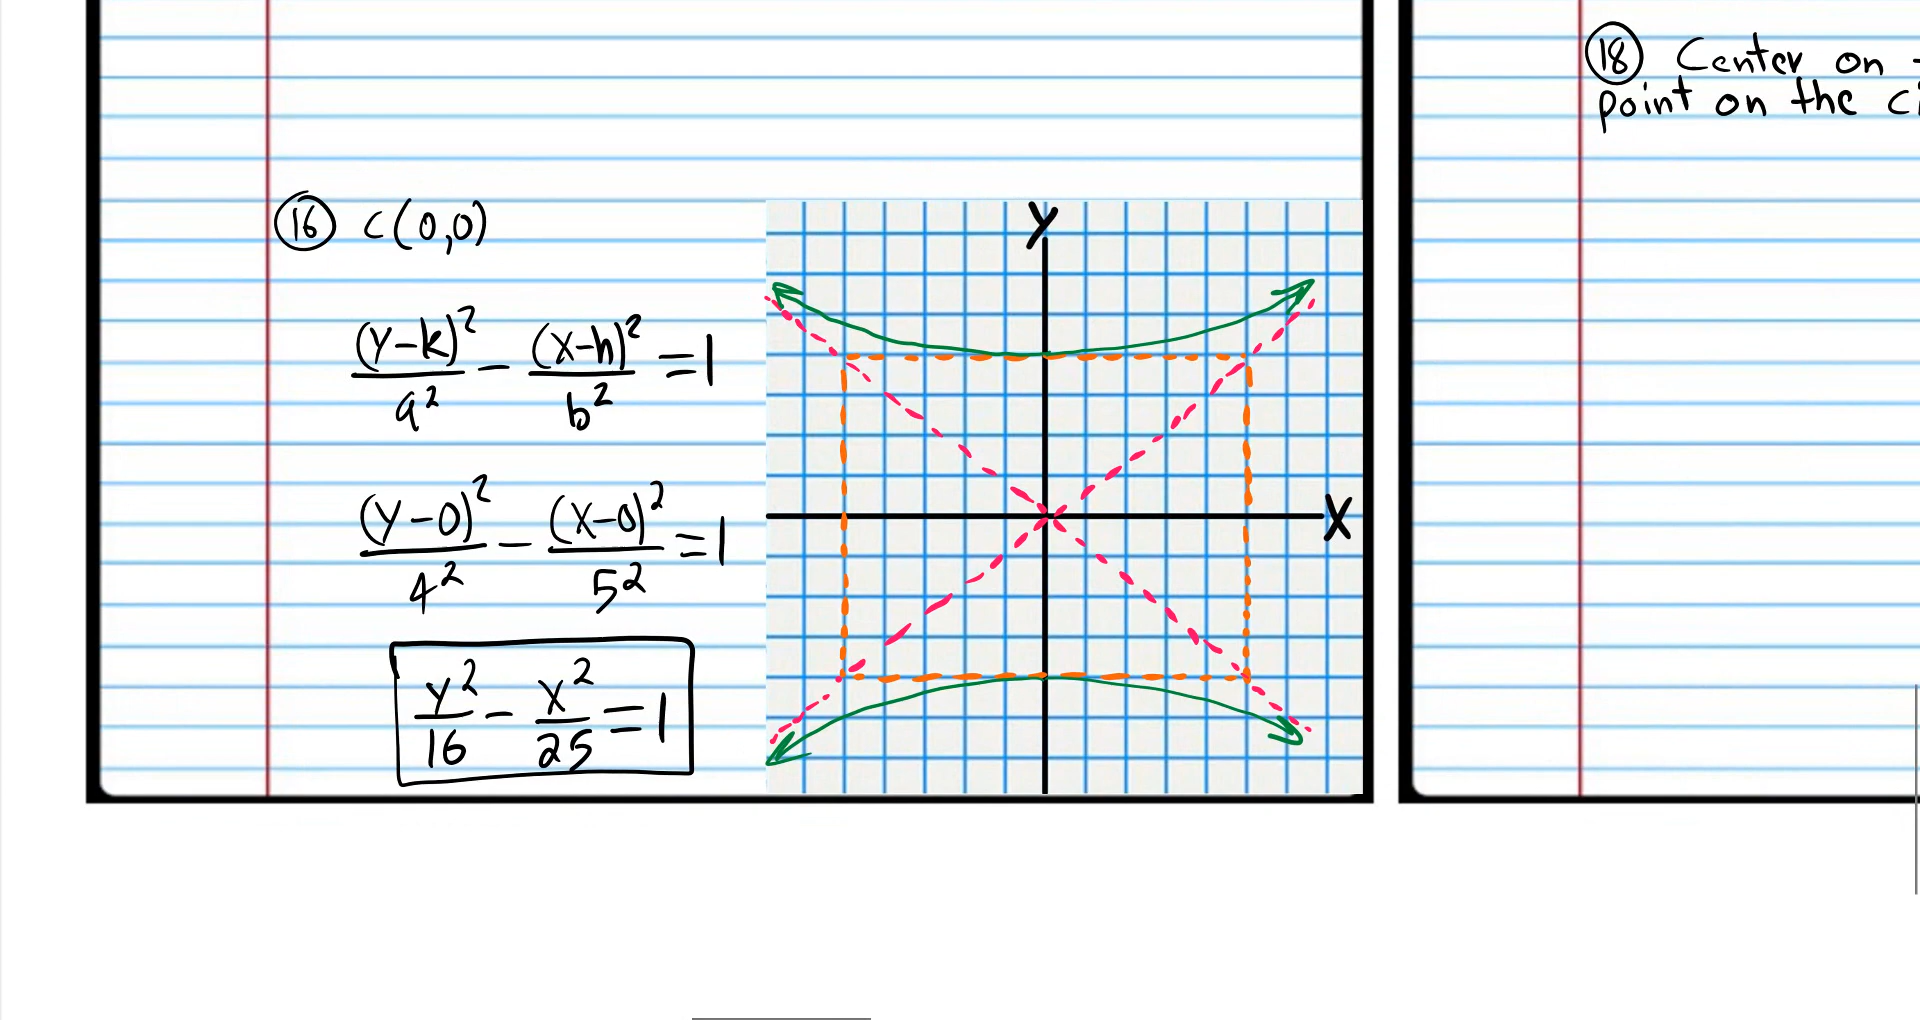 16 C(0,0)
(y-k)²/a² - (x-h)²/b² = 1
(y-0)²/4² - (x-0)²/5² = 1
y²/16 - x²/25 = 1
Y
X
18 Center on
point on the